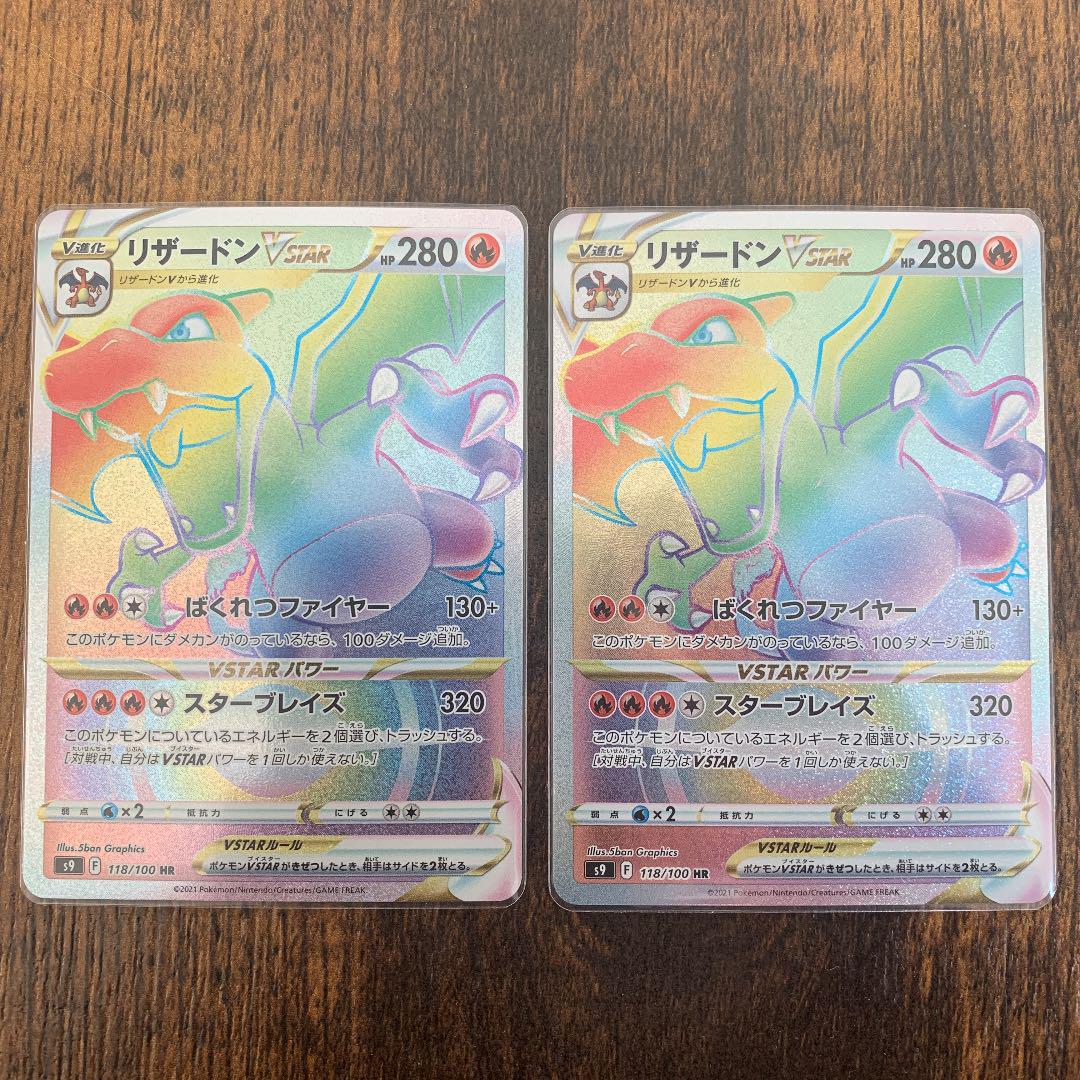 V進化 リザードン VSTAR HP 280
リザードンVから進化
ばくれつファイヤー 130+
このポケモンにダメカンがのっているなら、100ダメージ追加。
VSTARパワー
スターブレイズ 320
このポケモンについているエネルギーを2個選び、トラッシュする。
[対戦中、自分はVSTARパワーを1回しか使えない。]
弱点 ×2 抵抗力 にげる
Illus.5ban Graphics
VSTARルール
ポケモンVSTARがきぜつしたとき、相手はサイドを2枚とる。
s9 F 118/100 HR
©2021 Pokémon/Nintendo/Creatures/GAME FREAK.
V進化 リザードン VSTAR HP 280
リザードンVから進化
ばくれつファイヤー 130+
このポケモンにダメカンがのっているなら、100ダメージ追加。
VSTARパワー
スターブレイズ 320
このポケモンについているエネルギーを2個選び、トラッシュする。
[対戦中、自分はVSTARパワーを1回しか使えない。]
弱点 ×2 抵抗力 にげる
Illus.5ban Graphics
VSTARルール
ポケモンVSTARがきぜつしたとき、相手はサイドを2枚とる。
s9 F 118/100 HR
©2021 Pokémon/Nintendo/Creatures/GAME FREAK.